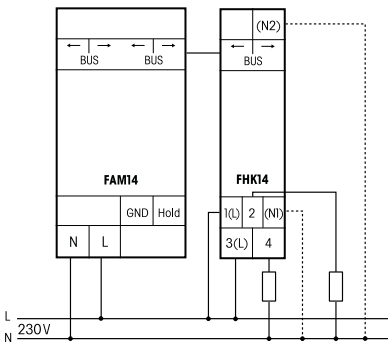 (N2)
BUS BUS BUS
FAM14 FHK14
GND Hold 1(L) 2 (N1)
N L 3(L) 4
L
230V
N